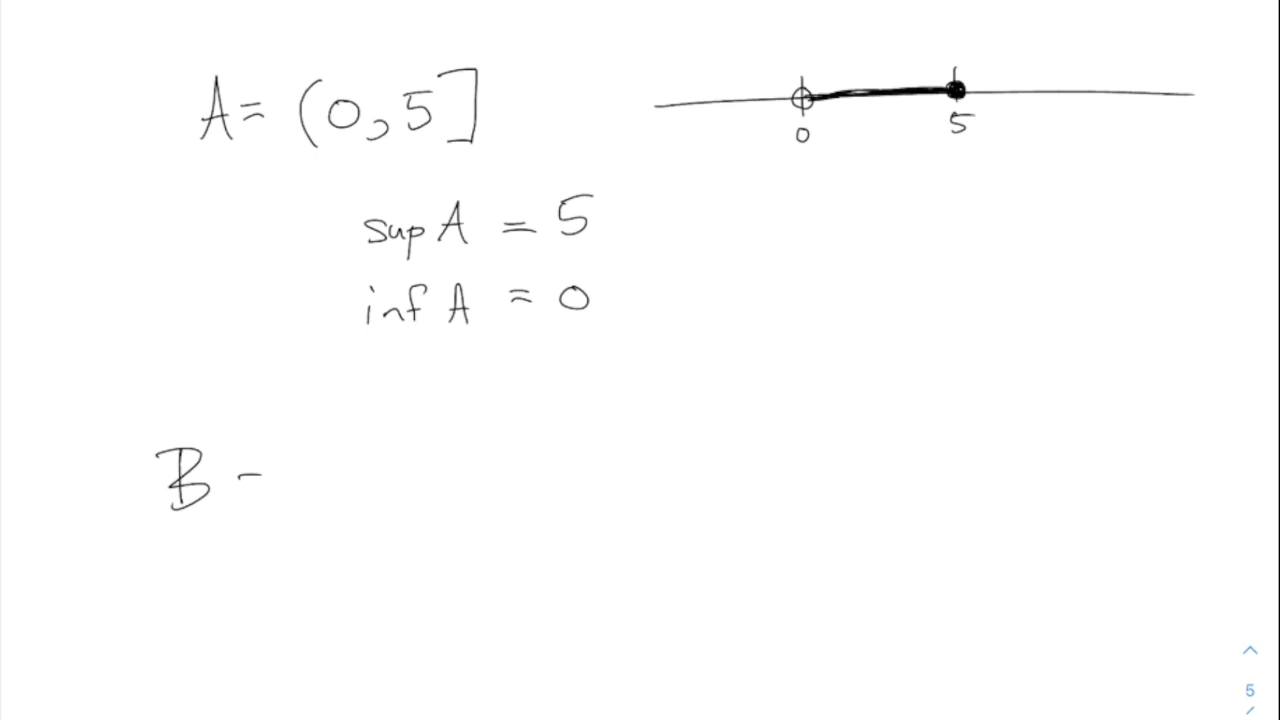 A = (0, 5]
0 5
sup A = 5
inf A = 0
B -
5